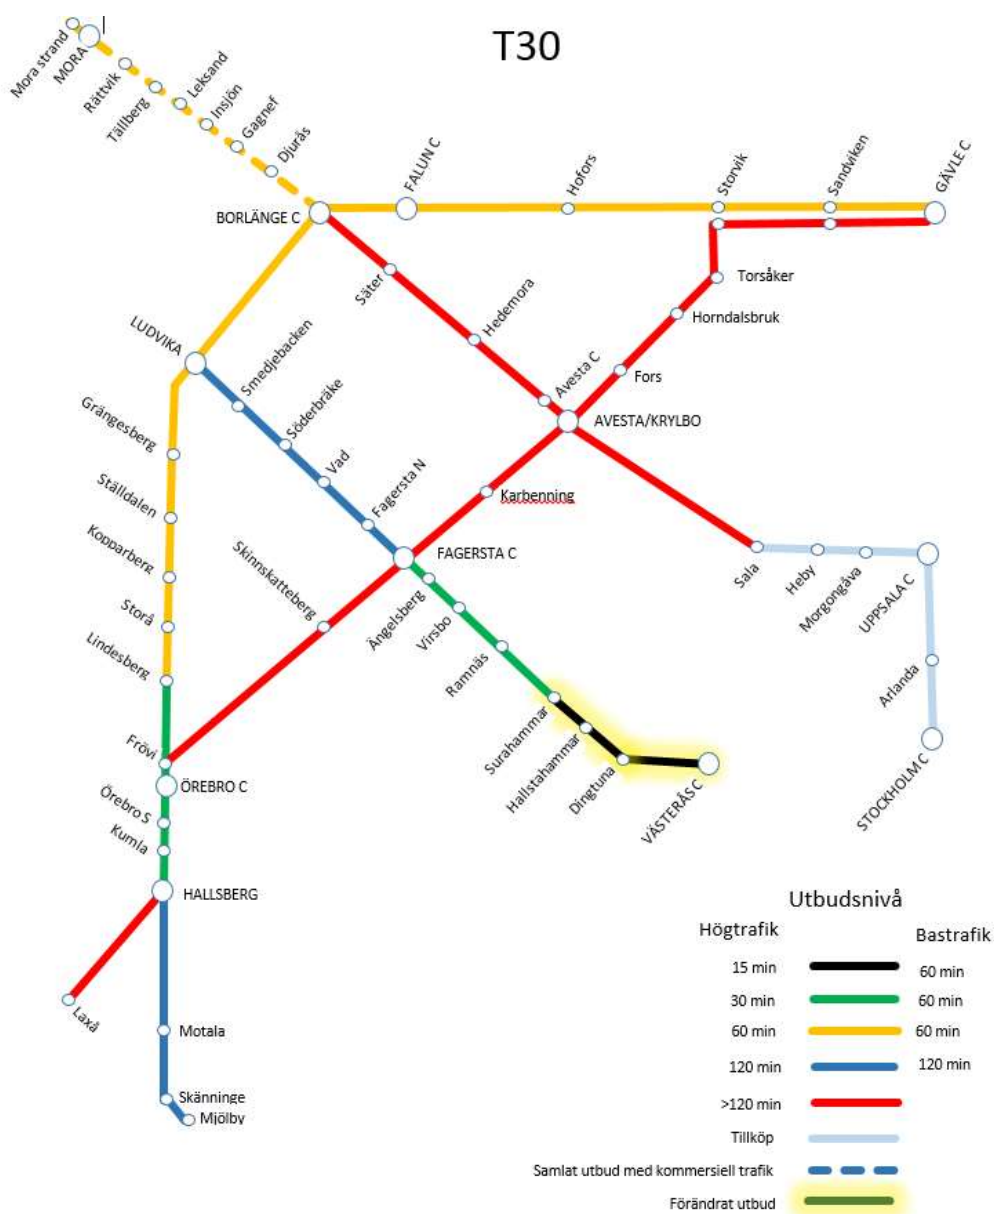 T30
Mora strand
MORA
Rättvik
Tällberg
Leksand
Insjön
Gagnef
Djurås
BORLÄNGE C
FALUN C
Hofors
Storvik
Sandviken
GÄVLE C
Säter
Hedemora
Avesta C
AVESTA/KRYLBO
Torsåker
Horndalsbruk
Fors
LUDVIKA
Smedjebacken
Söderbräke
Vad
Fagersta N
FAGERSTA C
Karbenning
Grängesberg
Ställdalen
Kopparberg
Storå
Lindesberg
Skinnskatteberg
Frövi
ÖREBRO C
Örebro S
Kumla
HALLSBERG
Laxå
Motala
Skänninge
Mjölby
Ängelsberg
Virsbo
Ramnäs
Surahammar
Hallstahammar
Dingtuna
VÄSTERÅS C
Sala
Heby
Morgongåva
UPPSALA C
Arlanda
STOCKHOLM C
Utbudsnivå
Högtrafik Bastrafik
15 min 60 min
30 min 60 min
60 min 60 min
120 min 120 min
>120 min
Tillköp
Samlat utbud med kommersiell trafik
Förändrat utbud